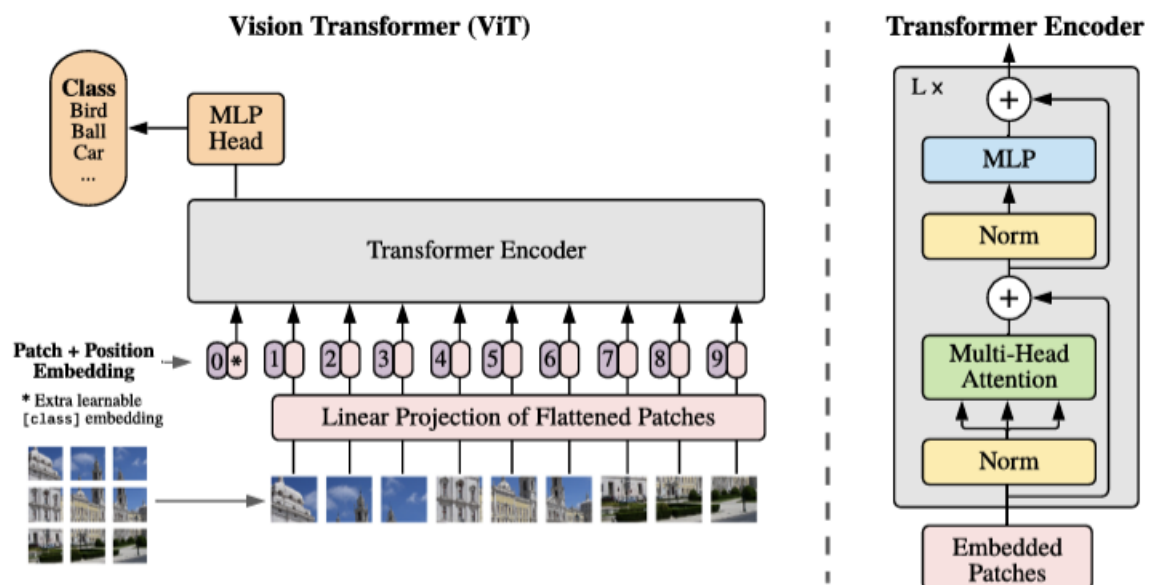 Vision Transformer (ViT)
Class
Bird
Ball
Car
...
MLP
Head
Transformer Encoder
Patch + Position
Embedding
* Extra learnable
[class] embedding
0 * 1 2 3 4 5 6 7 8 9
Linear Projection of Flattened Patches
Transformer Encoder
L ×
+
MLP
Norm
+
Multi-Head
Attention
Norm
Embedded
Patches